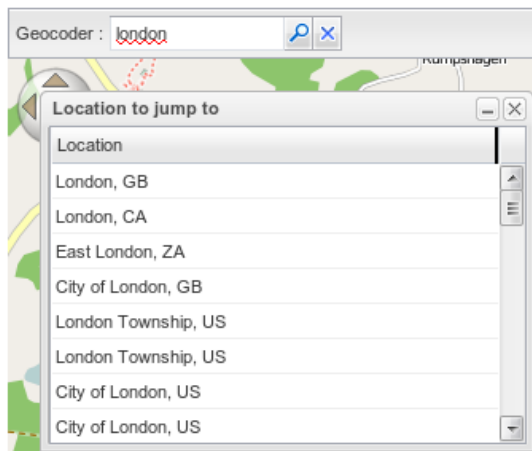 Geocoder : london
Kumpshagen
Location to jump to
Location
London, GB
London, CA
East London, ZA
City of London, GB
London Township, US
London Township, US
City of London, US
City of London, US